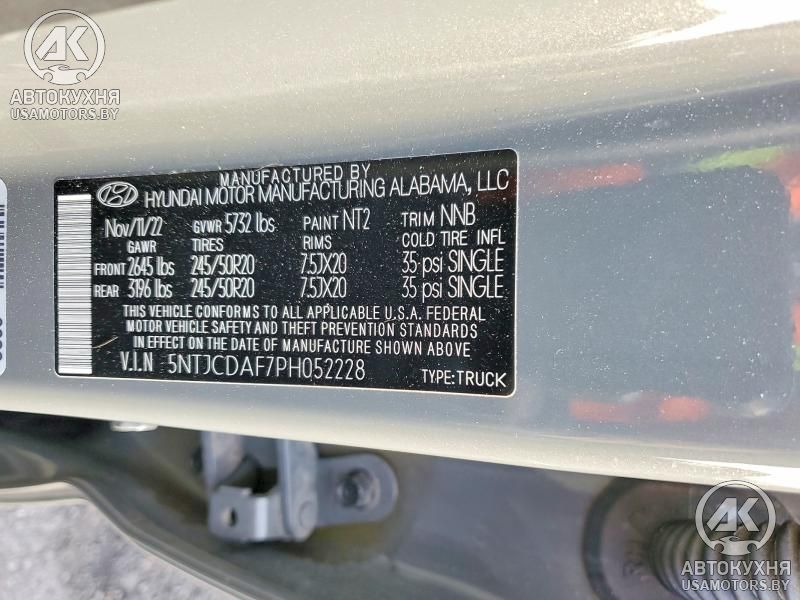 AK
АВТОКУХНЯ
USAMOTORS.BY
MANUFACTURED BY
HYUNDAI MOTOR MANUFACTURING ALABAMA, LLC
Nov/11/22 GVWR 5732 lbs PAINT NT2 TRIM NNB
GAWR TIRES RIMS COLD TIRE INFL
FRONT 2645 lbs 245/50R20 7.5JX20 35 psi SINGLE
REAR 3196 lbs 245/50R20 7.5JX20 35 psi SINGLE
THIS VEHICLE CONFORMS TO ALL APPLICABLE U.S.A. FEDERAL
MOTOR VEHICLE SAFETY AND THEFT PREVENTION STANDARDS
IN EFFECT ON THE DATE OF MANUFACTURE SHOWN ABOVE.
V.I.N 5NTJCDAF7PH052228 TYPE:TRUCK
AK
АВТОКУХНЯ
USAMOTORS.BY